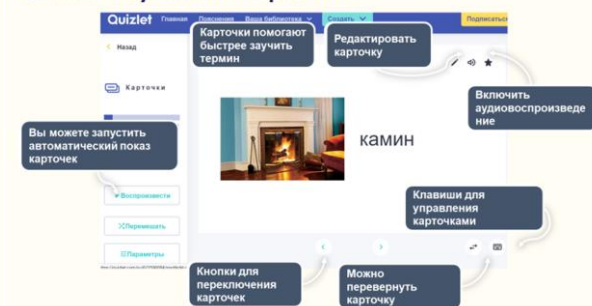 Quizlet Главная Пояснения Ваша библиотека Создать Подписаться
Карточки помогают
быстрее заучить
термин
Редактировать
карточку
Назад
Карточки
Включить
аудиовоспроизведе
ние
Вы можете запустить
автоматический показ
карточек
камин
Воспроизвести
Клавиши для
управления
карточками
Перемешать
Параметры
Кнопки для
переключения
карточек
Можно
перевернуть
карточку